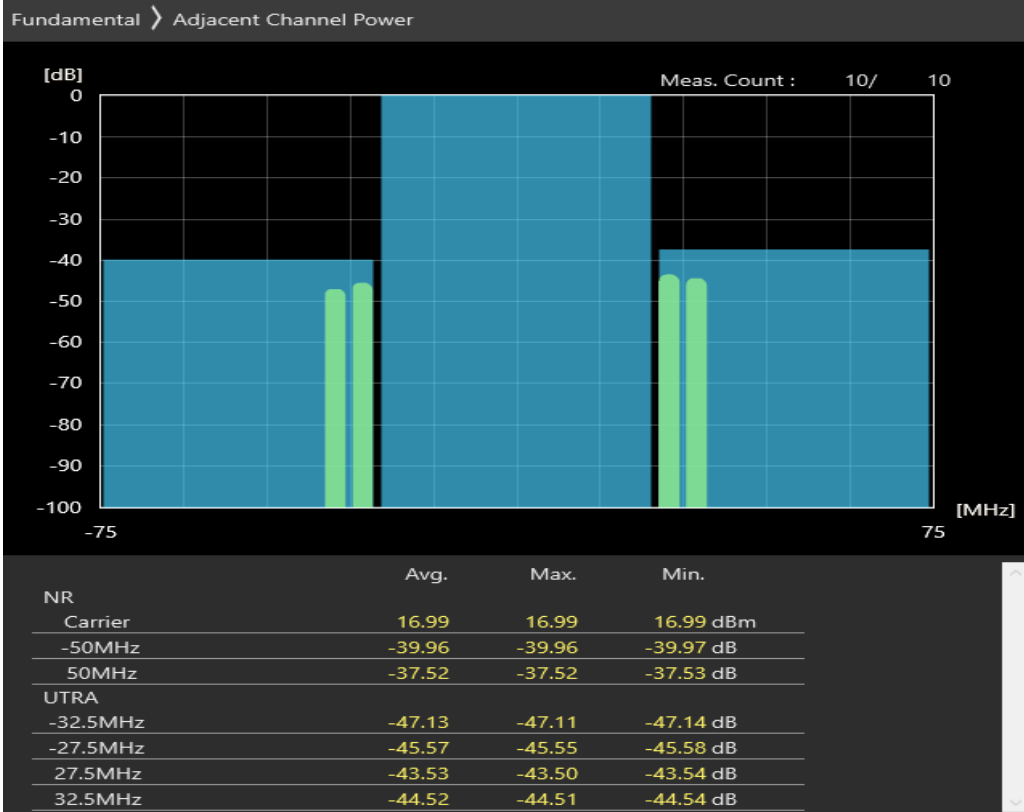 Fundamental 〉 Adjacent Channel Power
[dB]
Meas. Count : 10/ 10
0
-10
-20
-30
-40
-50
-60
-70
-80
-90
-100
[MHz]
-75 75
Avg. Max. Min.
NR
Carrier 16.99 16.99 16.99 dBm
-50MHz -39.96 -39.96 -39.97 dB
50MHz -37.52 -37.52 -37.53 dB
UTRA
-32.5MHz -47.13 -47.11 -47.14 dB
-27.5MHz -45.57 -45.55 -45.58 dB
27.5MHz -43.53 -43.50 -43.54 dB
32.5MHz -44.52 -44.51 -44.54 dB